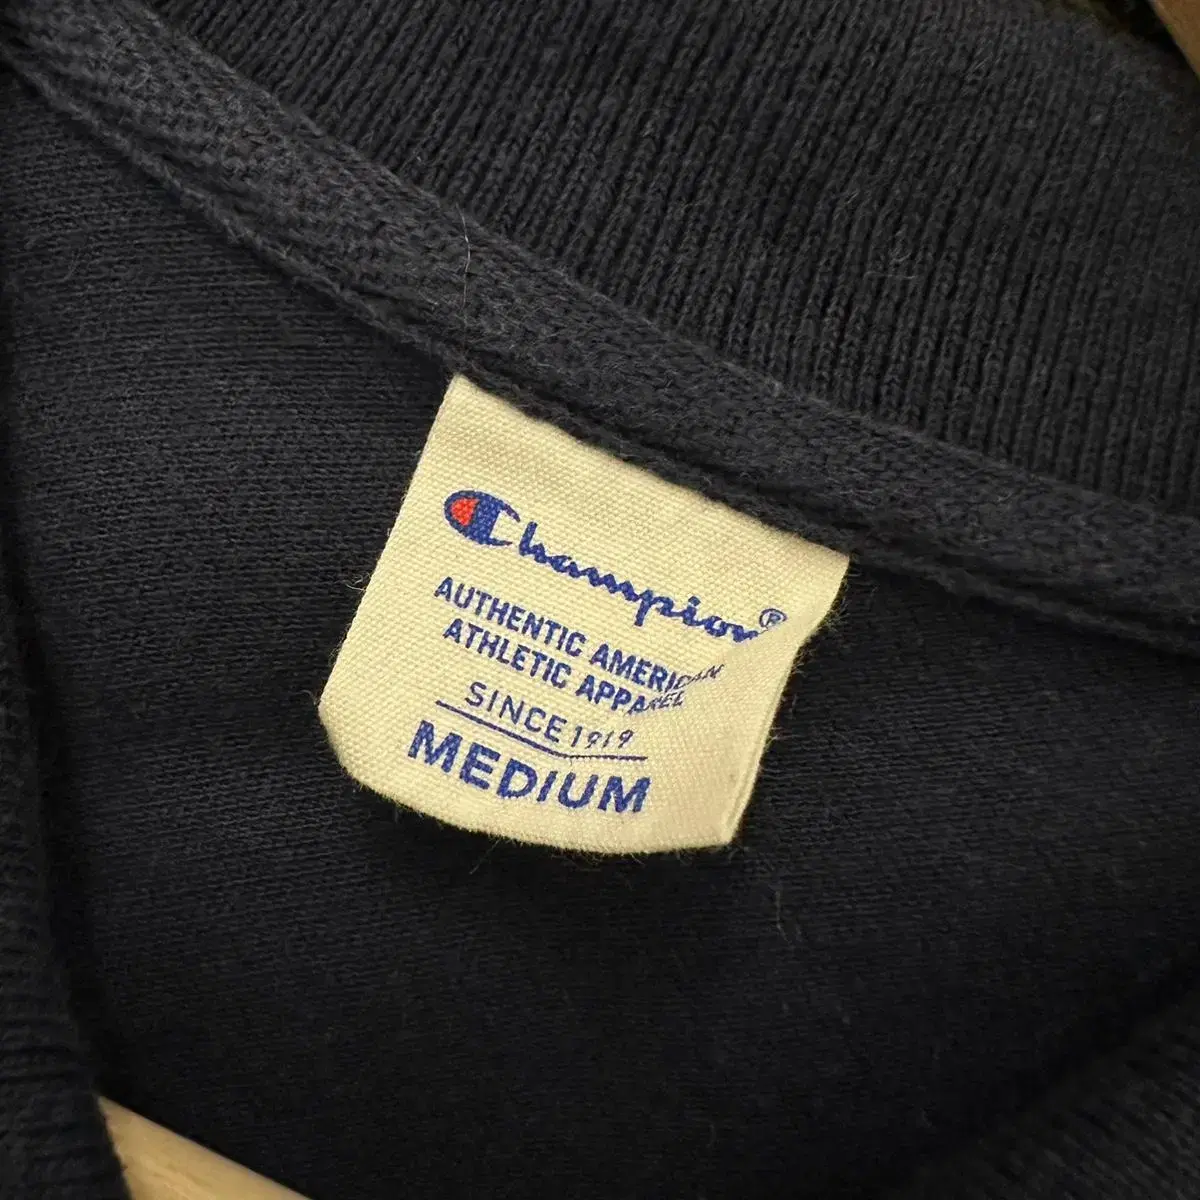 Champion®
AUTHENTIC AMERICAN
ATHLETIC APPAREL
SINCE 1919
MEDIUM